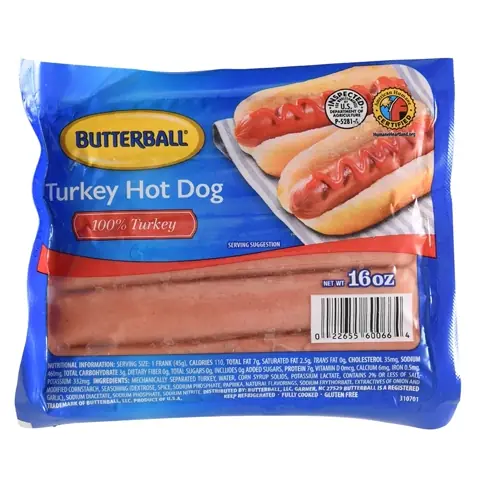 BUTTERBALL®
Turkey Hot Dog
100% Turkey
INSPECTED
U.S.
DEPARTMENT OF
AGRICULTURE
P-5281-A
American Humane
CERTIFIED
HumaneHeartland.org
SERVING SUGGESTION
NET WT 16oz
0 22655 60066 4
NUTRITIONAL INFORMATION: SERVING SIZE: 1 FRANK (45g), CALORIES 110, TOTAL FAT 7g, SATURATED FAT 2.5g, TRANS FAT 0g, CHOLESTEROL 35mg, SODIUM
460mg, TOTAL CARBOHYDRATE 3g, DIETARY FIBER 0g, TOTAL SUGARS 0g, INCLUDES 0g ADDED SUGARS, PROTEIN 7g, VITAMIN D 0mcg, CALCIUM 6mg, IRON 0.5mg,
POTASSIUM 332mg. INGREDIENTS: MECHANICALLY SEPARATED TURKEY, WATER, CORN SYRUP SOLIDS, POTASSIUM LACTATE, CONTAINS 2% OR LESS OF SALT,
MODIFIED CORNSTARCH, SEASONING (DEXTROSE, SPICE, SODIUM PHOSPHATE, PAPRIKA, NATURAL FLAVORINGS, SODIUM ERYTHORBATE, EXTRACTIVES OF ONION AND
GARLIC), SODIUM DIACETATE, SODIUM PHOSPHATE, SODIUM NITRITE. DISTRIBUTED BY: BUTTERBALL, LLC, GARNER, NC 27529 BUTTERBALL IS A REGISTERED
TRADEMARK OF BUTTERBALL, LLC. PRODUCT OF U.S.A.
KEEP REFRIGERATED • FULLY COOKED • GLUTEN FREE
310701